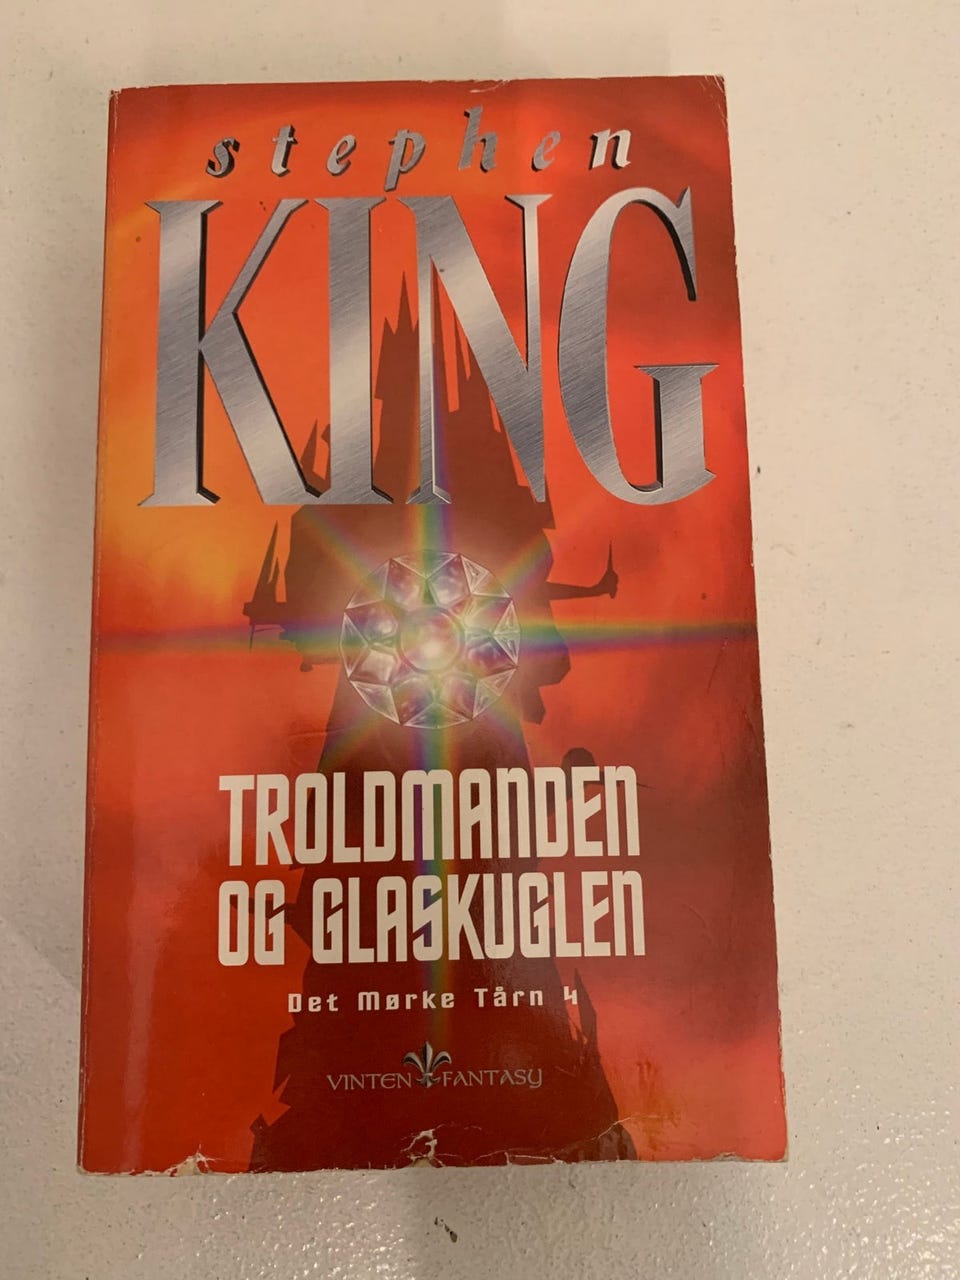 stephen
KING
TROLDMANDEN
OG GLASKUGLEN
Det Mørke Tårn 4
VINTEN FANTASY